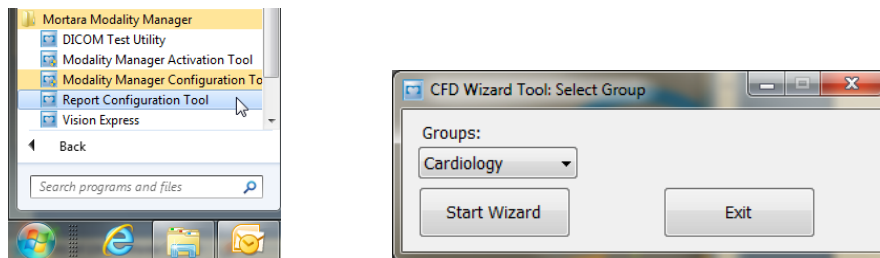 Mortara Modality Manager
DICOM Test Utility
Modality Manager Activation Tool
Modality Manager Configuration To
Report Configuration Tool
Vision Express
Back
Search programs and files
CFD Wizard Tool: Select Group
Groups:
Cardiology
Start Wizard
Exit